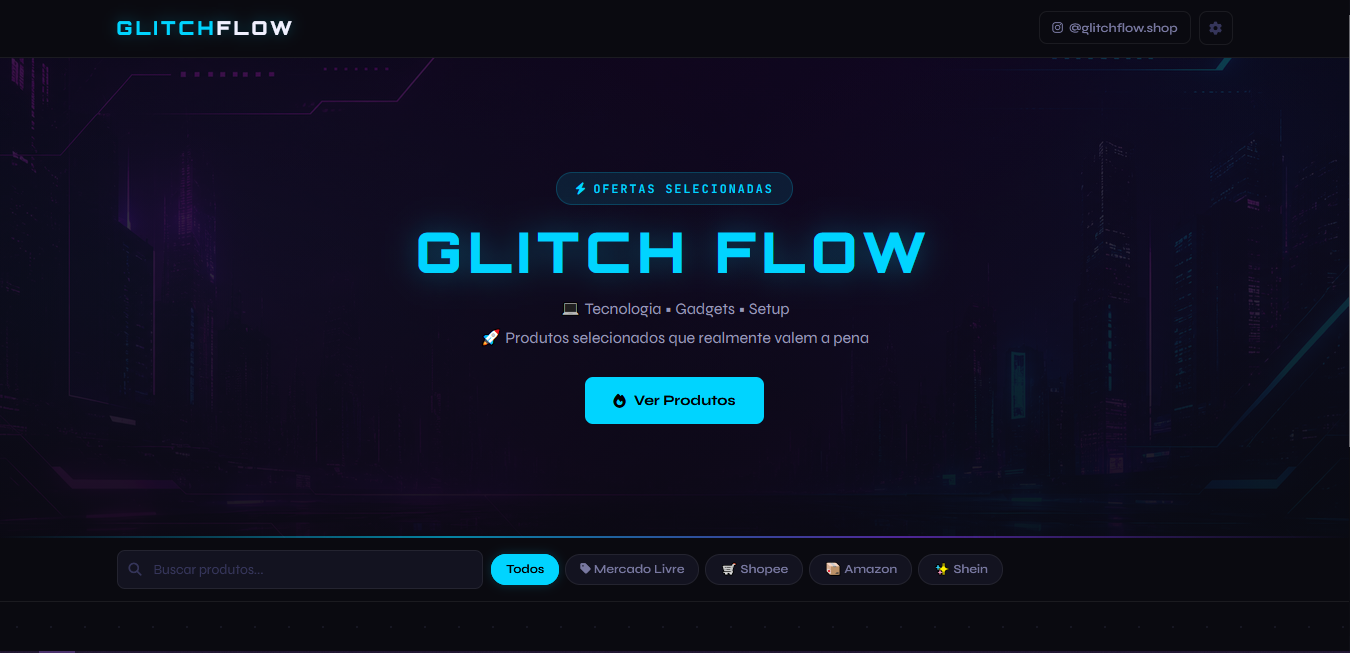 GLITCHFLOW
@glitchflow.shop
OFERTAS SELECIONADAS
GLITCH FLOW
💻 Tecnologia ▪ Gadgets ▪ Setup
🚀 Produtos selecionados que realmente valem a pena
Ver Produtos
Buscar produtos...
Todos
Mercado Livre
🛒 Shopee
📦 Amazon
✨ Shein